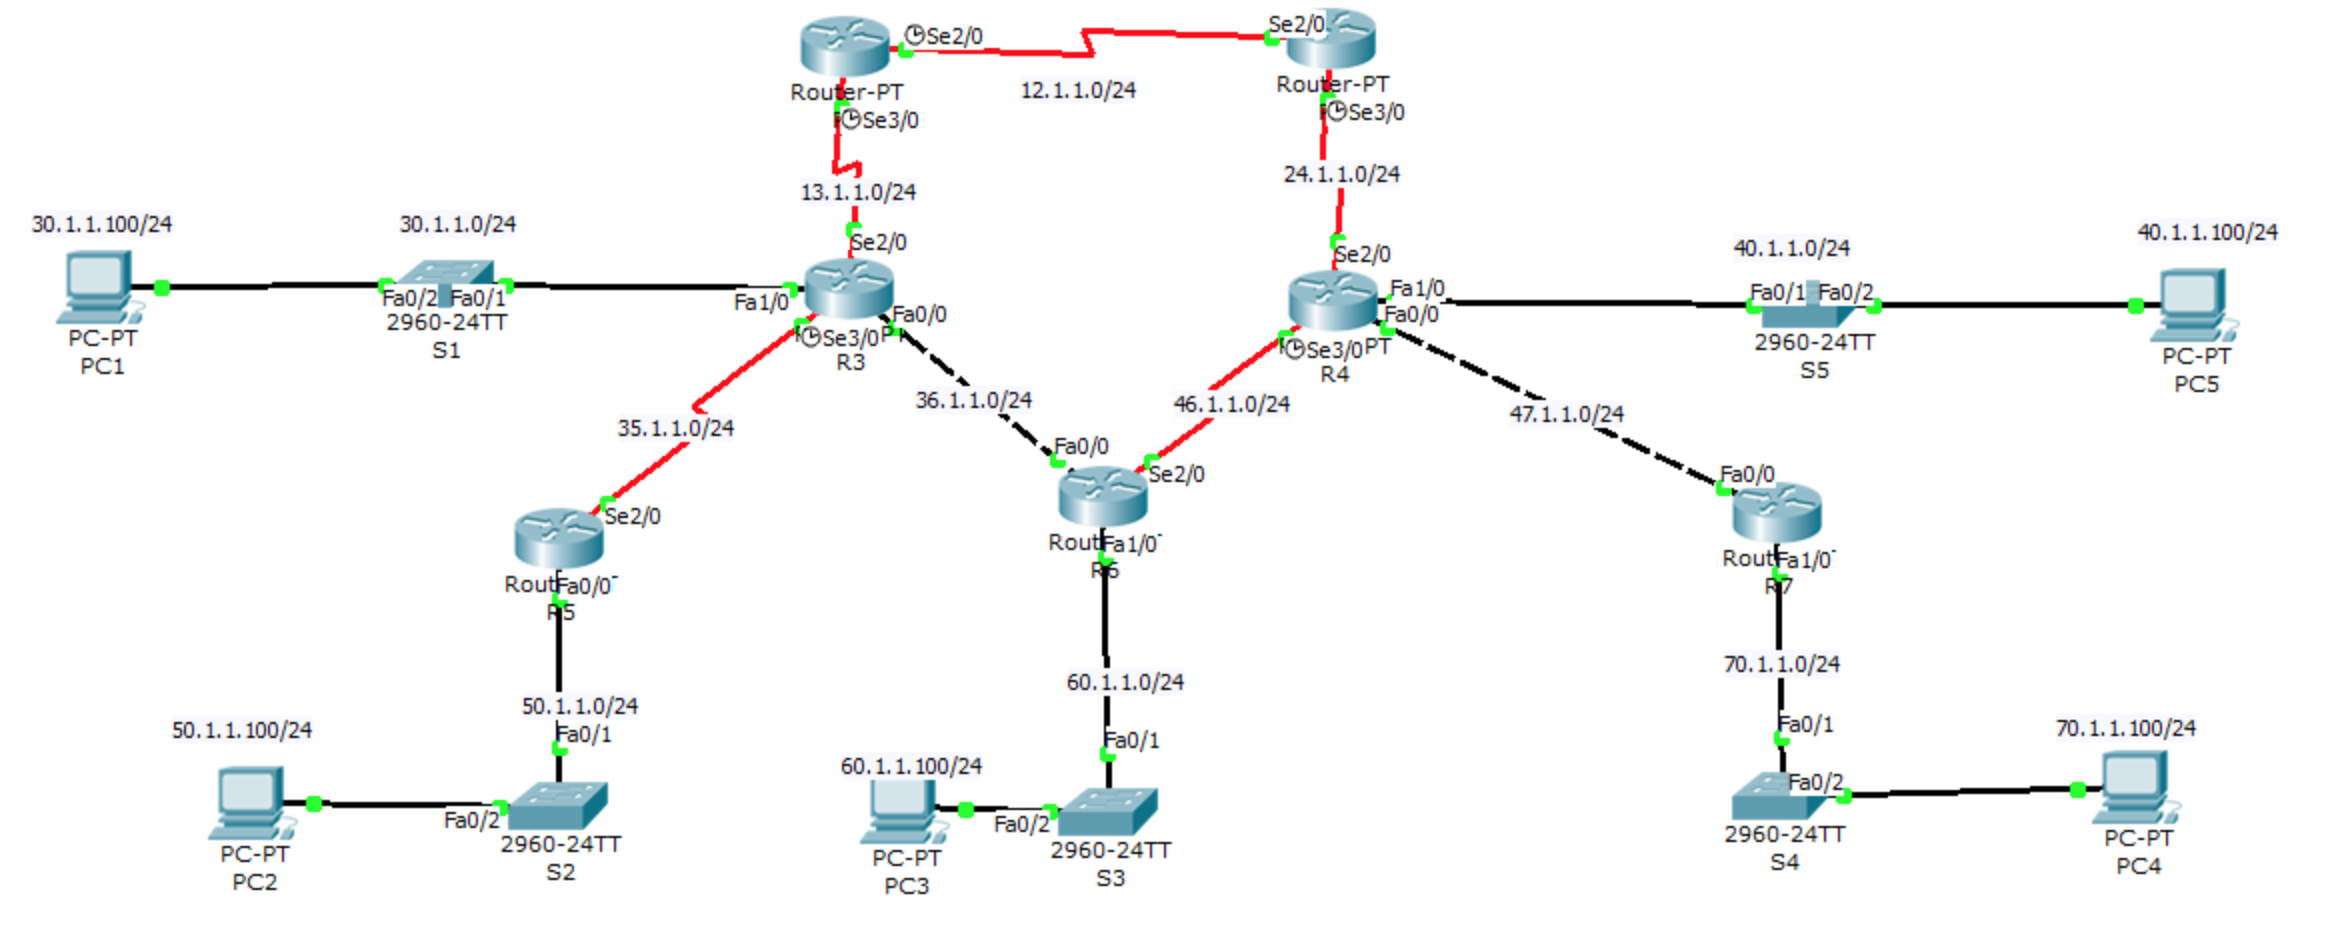 Se2/0
Se2/0
Router-PT
12.1.1.0/24
Router-PT
Se3/0
Se3/0
13.1.1.0/24
24.1.1.0/24
30.1.1.100/24
30.1.1.0/24
Se2/0
Se2/0
40.1.1.0/24
40.1.1.100/24
Fa0/2
Fa0/1
Fa1/0
Fa0/0
Fa1/0
Fa0/0
Fa0/1
Fa0/2
PC-PT
PC1
2960-24TT
S1
Se3/0
R3
Se3/0PT
R4
2960-24TT
S5
PC-PT
PC5
35.1.1.0/24
36.1.1.0/24
46.1.1.0/24
47.1.1.0/24
Fa0/0
Se2/0
Fa0/0
Se2/0
Rout
Fa0/0
R5
Rout
Fa1/0
R6
Rout
Fa1/0
R7
50.1.1.0/24
60.1.1.0/24
70.1.1.0/24
50.1.1.100/24
Fa0/1
60.1.1.100/24
Fa0/1
Fa0/1
70.1.1.100/24
Fa0/2
Fa0/2
Fa0/2
PC-PT
PC2
2960-24TT
S2
PC-PT
PC3
2960-24TT
S3
2960-24TT
S4
PC-PT
PC4